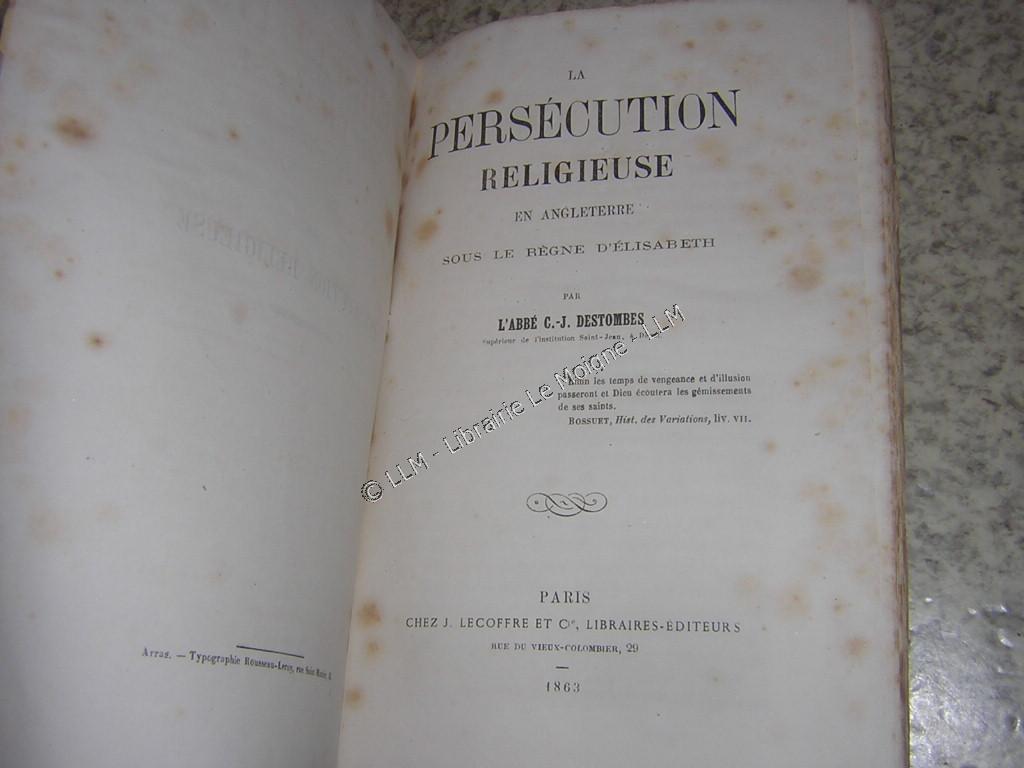 Arras. — Typographie Rousseau-Leroy, rue Saint
LA
PERSÉCUTION
RELIGIEUSE
EN ANGLETERRE
SOUS LE RÈGNE D'ÉLISABETH
PAR
L'ABBÉ C.-J. DESTOMBES
Supérieur de l'Institution Saint-Jean, à
les temps de vengeance et d'illusion
passeront et Dieu écoutera les gémissements
de ses saints.
BOSSUET, Hist. des Variations, liv. VII.
PARIS
CHEZ J. LECOFFRE ET Cie, LIBRAIRES-ÉDITEURS
RUE DU VIEUX-COLOMBIER, 29
1863
© LLM - Librairie Le Moigne - LLM